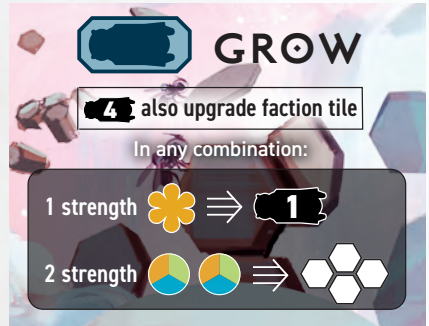 GROW
4 also upgrade faction tile
In any combination:
1 strength 1
2 strength